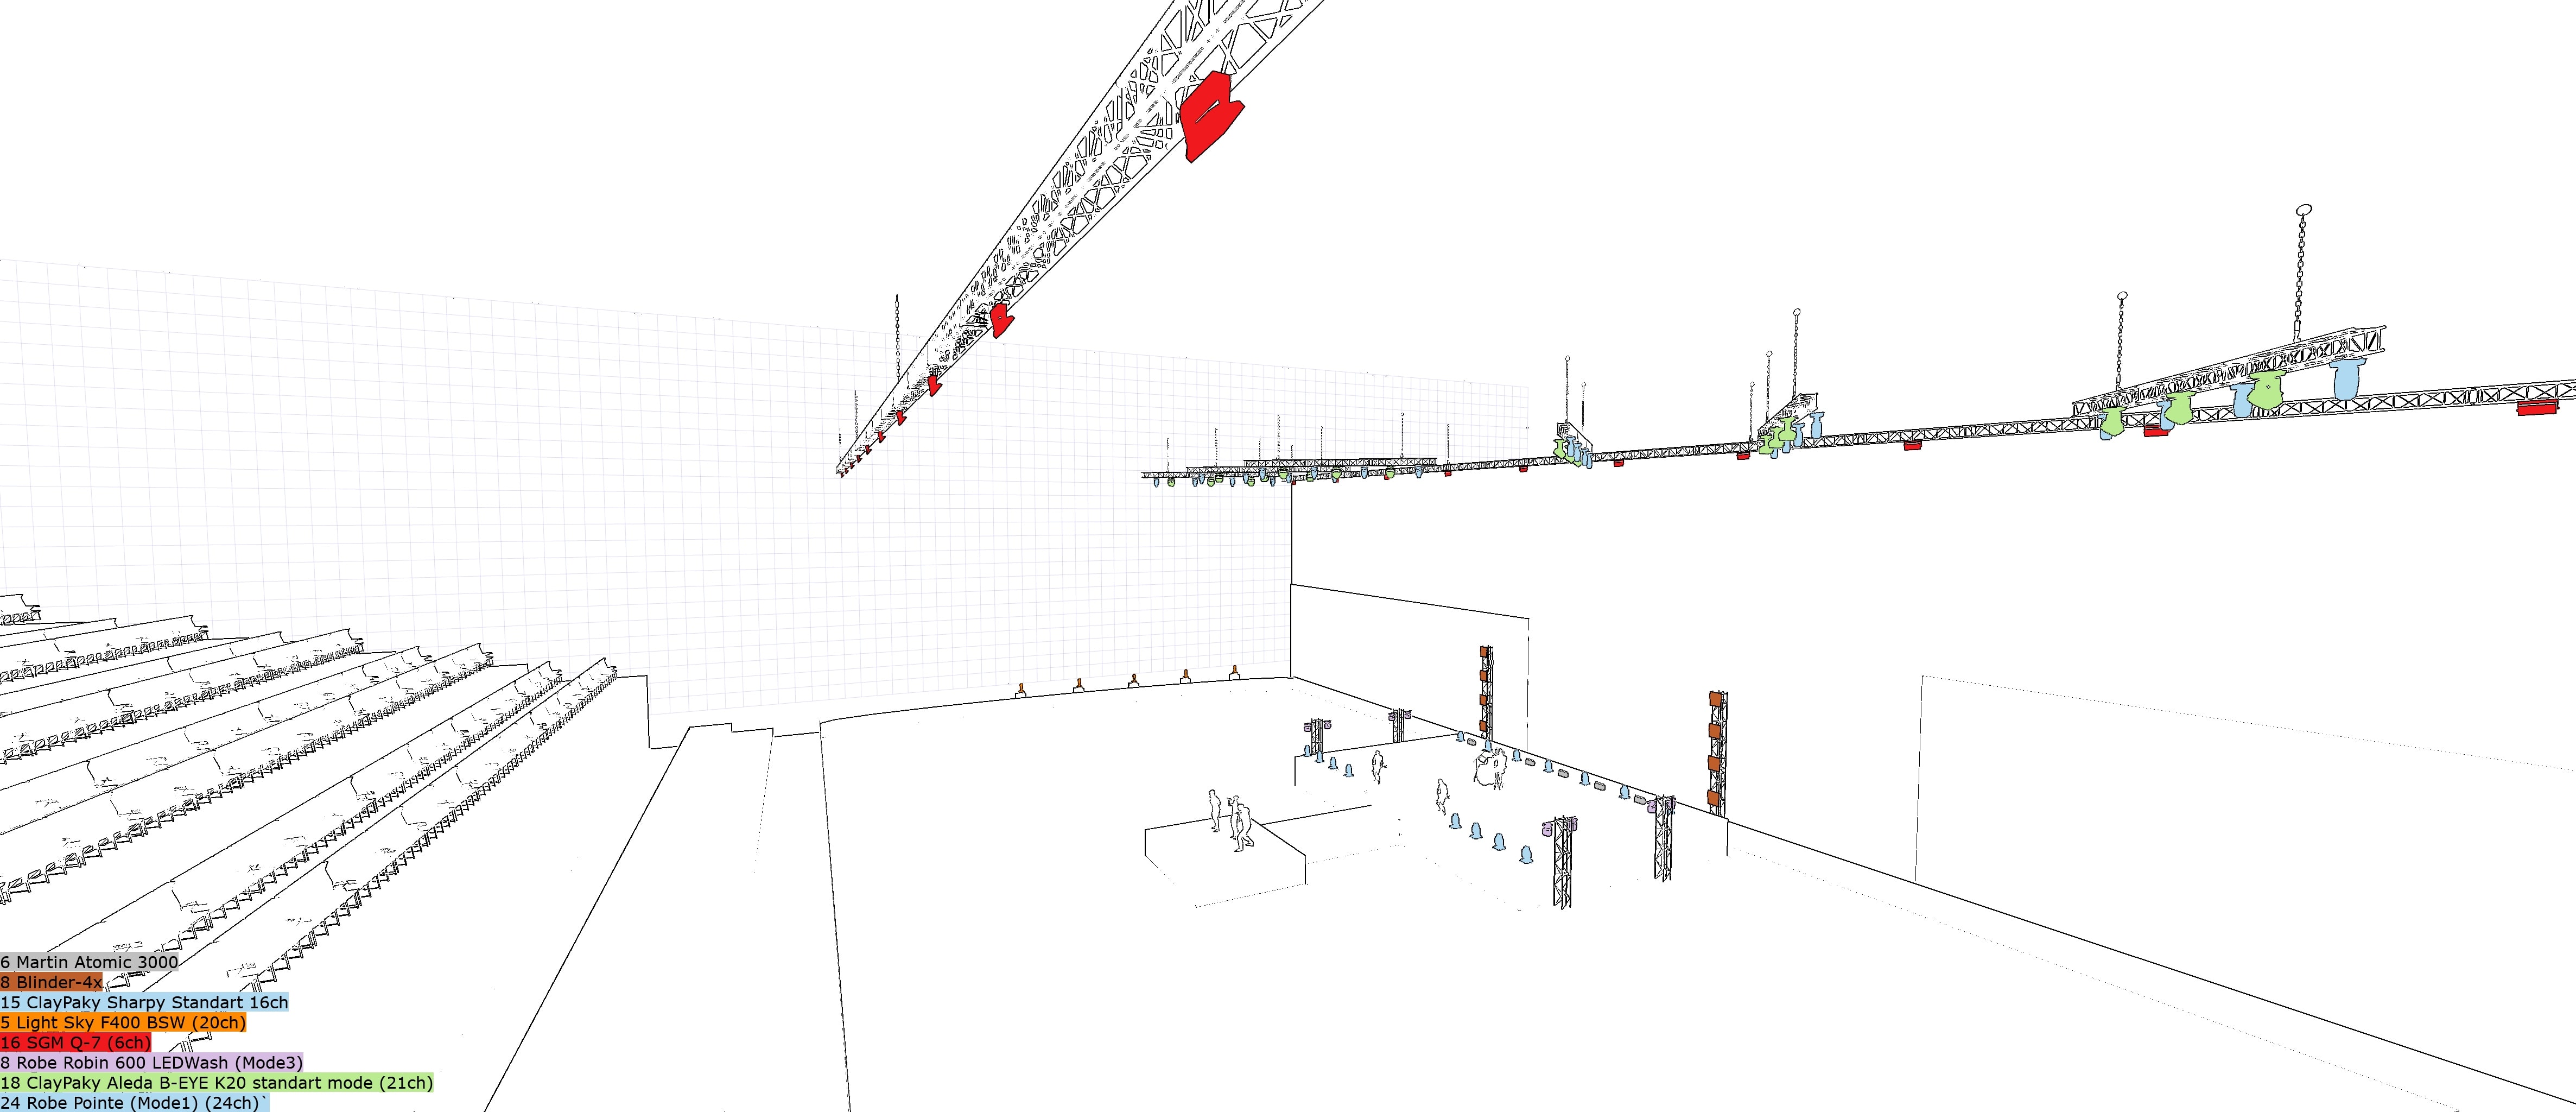 6 Martin Atomic 3000
8 Blinder-4x
15 ClayPaky Sharpy Standart 16ch
5 Light Sky F400 BSW (20ch)
16 SGM Q-7 (6ch)
8 Robe Robin 600 LEDWash (Mode3)
18 ClayPaky Aleda B-EYE K20 standart mode (21ch)
24 Robe Pointe (Mode1) (24ch)`